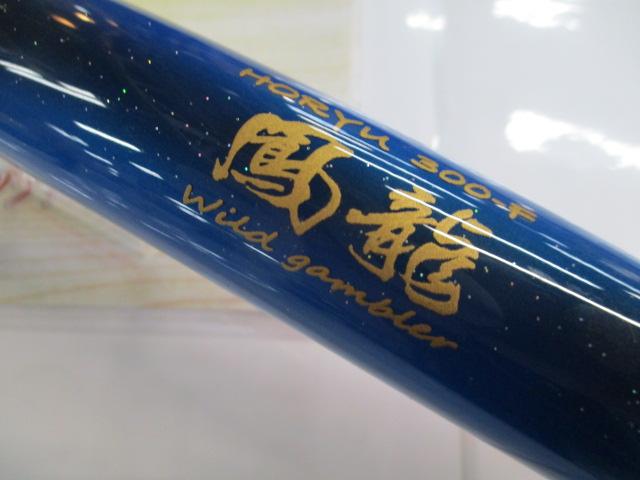 HORYU 300-F
鳳龍
Wild gambler